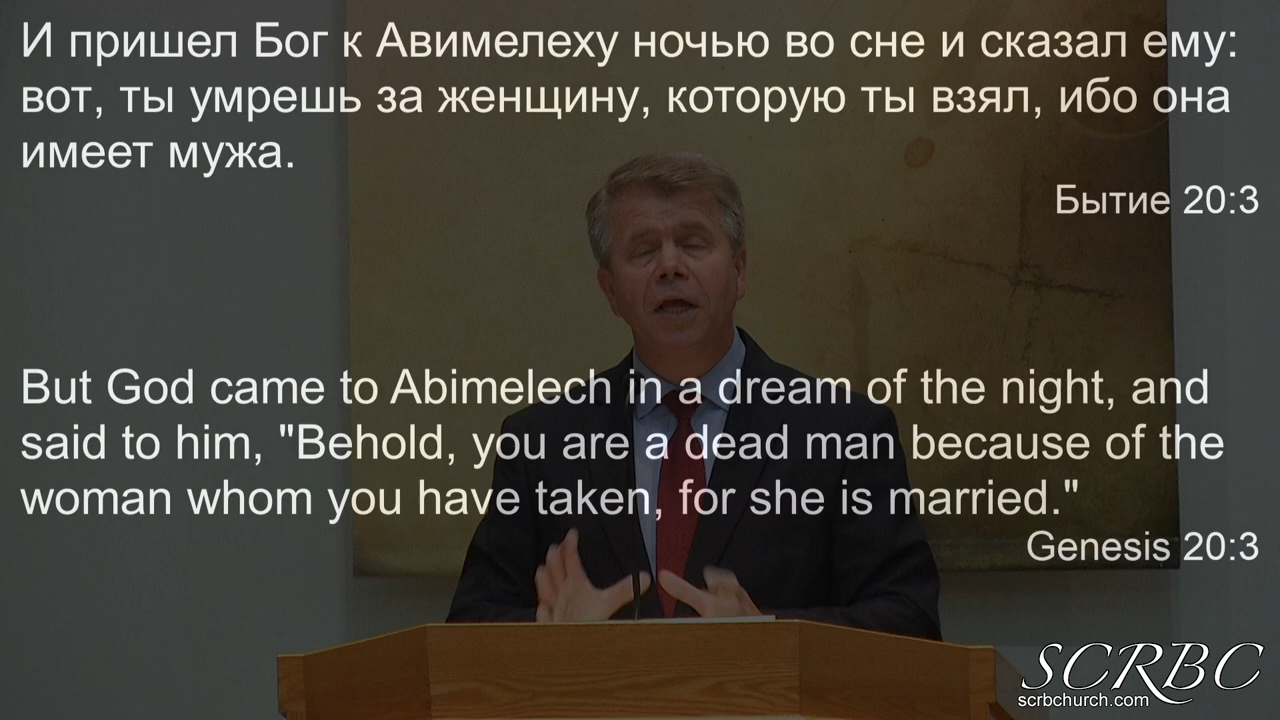 И пришел Бог к Авимелеху ночью во сне и сказал ему:
вот, ты умрешь за женщину, которую ты взял, ибо она
имеет мужа.
Бытие 20:3
But God came to Abimelech in a dream of the night, and
said to him, "Behold, you are a dead man because of the
woman whom you have taken, for she is married."
Genesis 20:3
SCRBC
scrbchurch.com